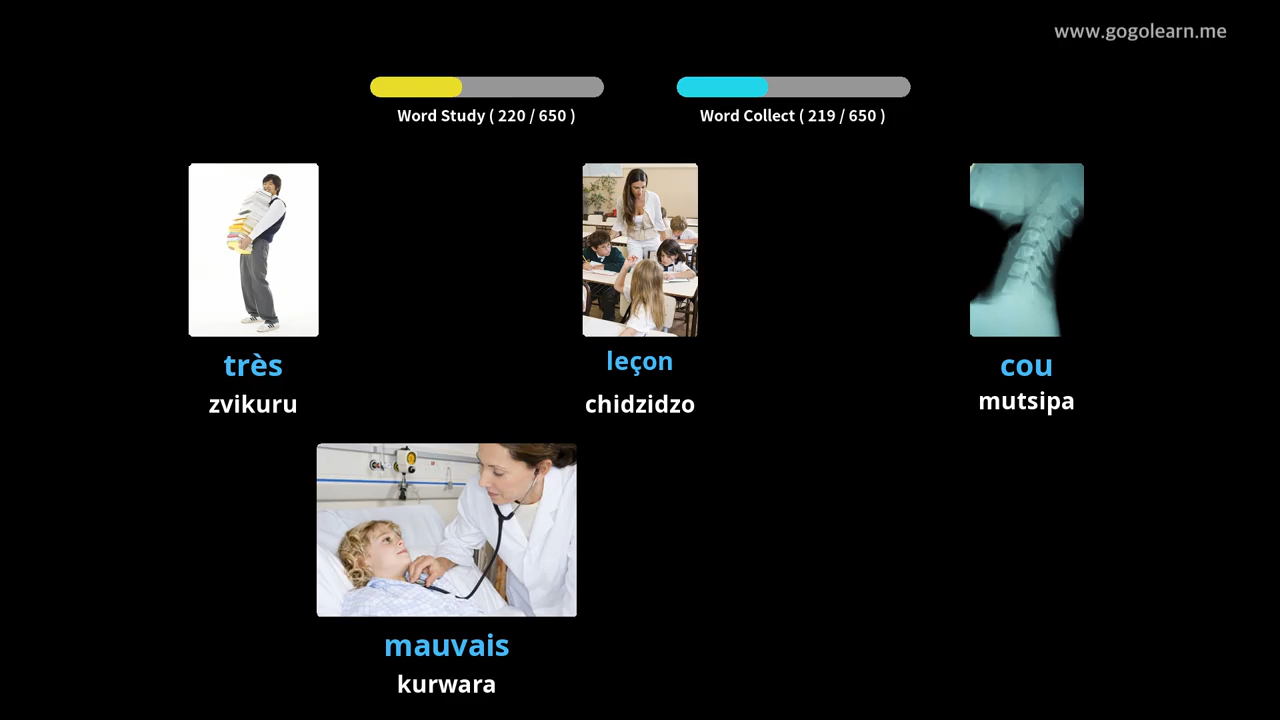 www.gogolearn.me
Word Study ( 220 / 650 )
Word Collect ( 219 / 650 )
très
leçon
cou
zvikuru
chidzidzo
mutsipa
mauvais
kurwara